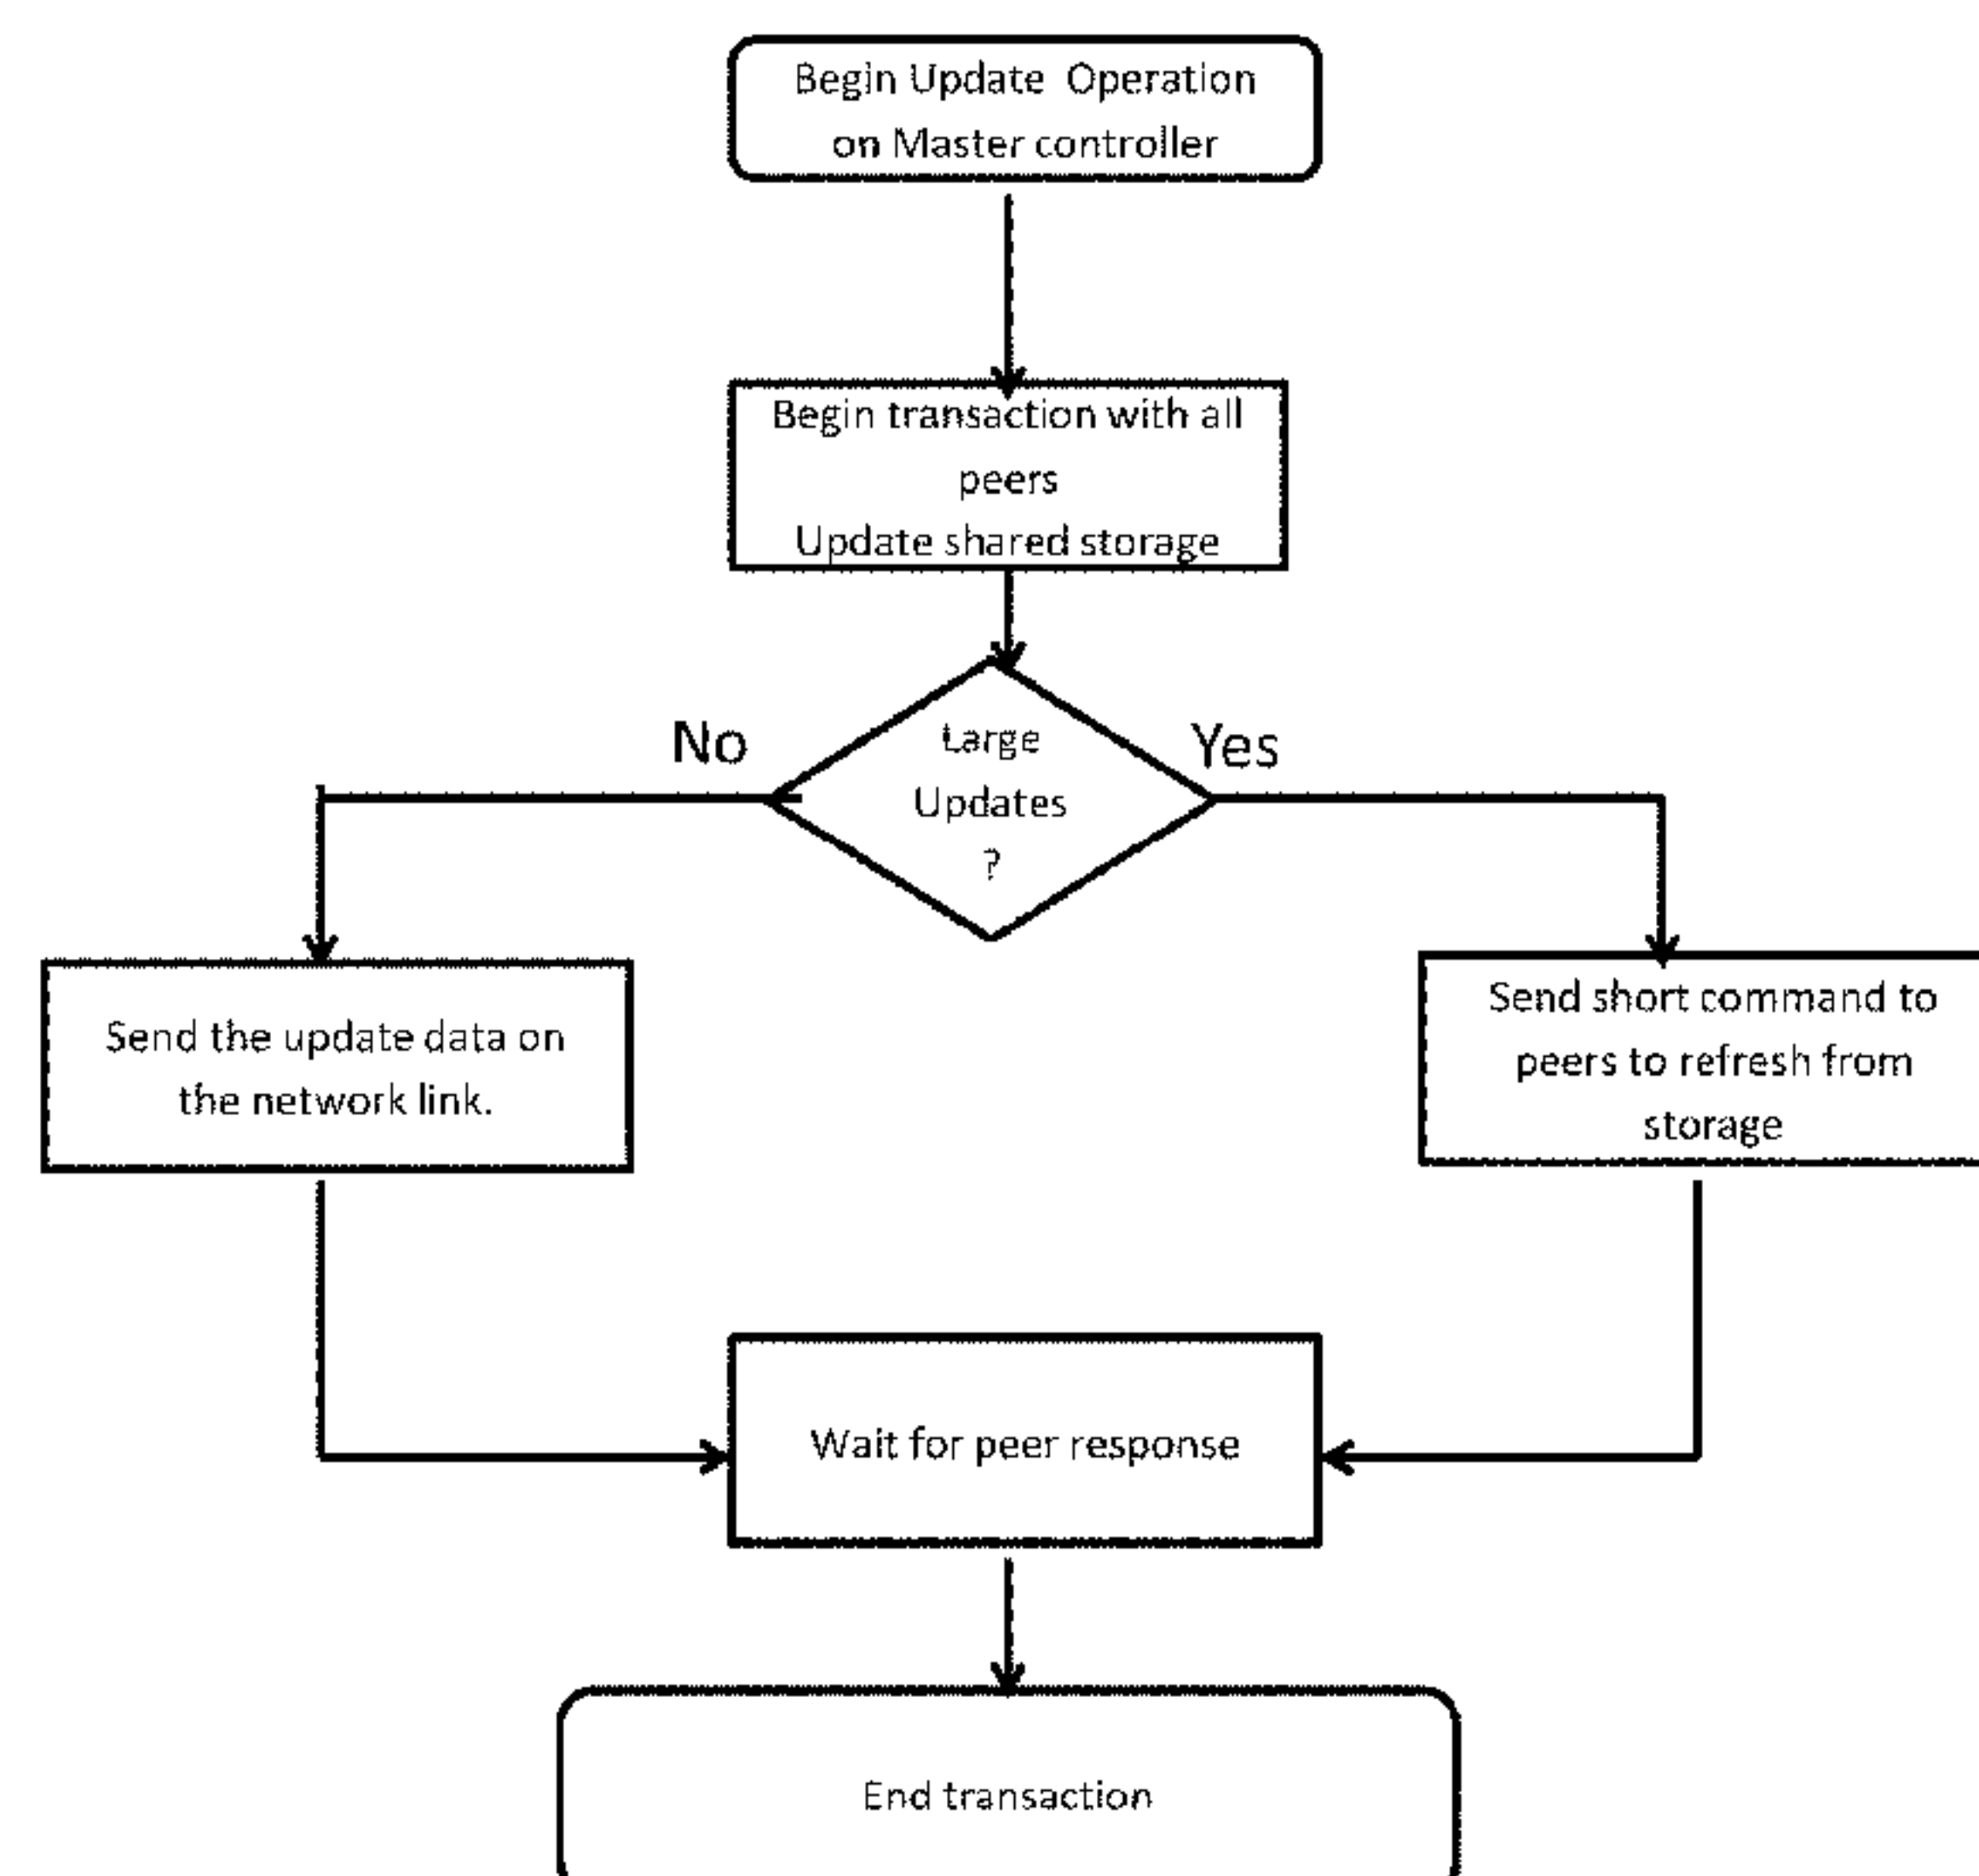 Begin Update Operation
on Master controller
Begin transaction with all
peers
Update shared storage
No
Yes
Large
Updates
?
Send the update data on
the network link.
Send short command to
peers to refresh from
storage
Wait for peer response
End transaction